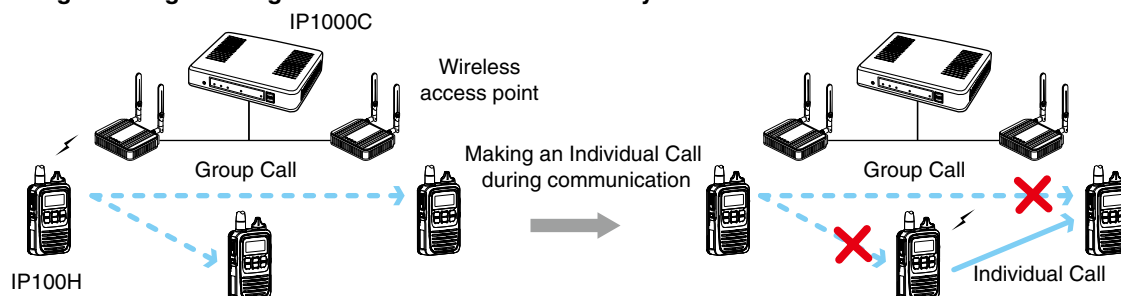 IP1000C
Wireless
access point
Group Call
Making an Individual Call
during communication
Group Call
IP100H
Individual Call